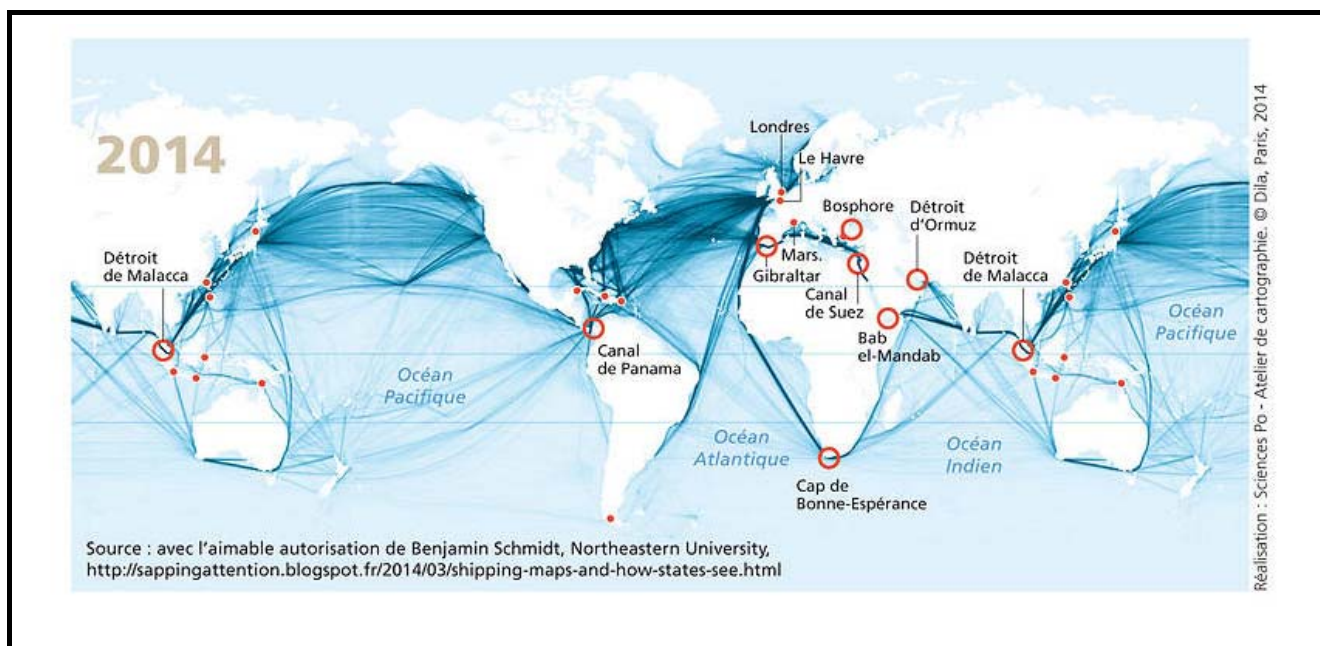 2014
Londres
Le Havre
Bosphore
Détroit
d'Ormuz
Détroit
de Malacca
Mars.
Gibraltar
Canal
de Suez
Détroit
de Malacca
Océan
Pacifique
Bab
el-Mandab
Canal
de Panama
Océan
Pacifique
Océan
Atlantique
Océan
Indien
Cap de
Bonne-Espérance
Source : avec l'aimable autorisation de Benjamin Schmidt, Northeastern University,
http://sappingattention.blogspot.fr/2014/03/shipping-maps-and-how-states-see.html
Réalisation : Sciences Po - Atelier de cartographie. © Dila, Paris, 2014